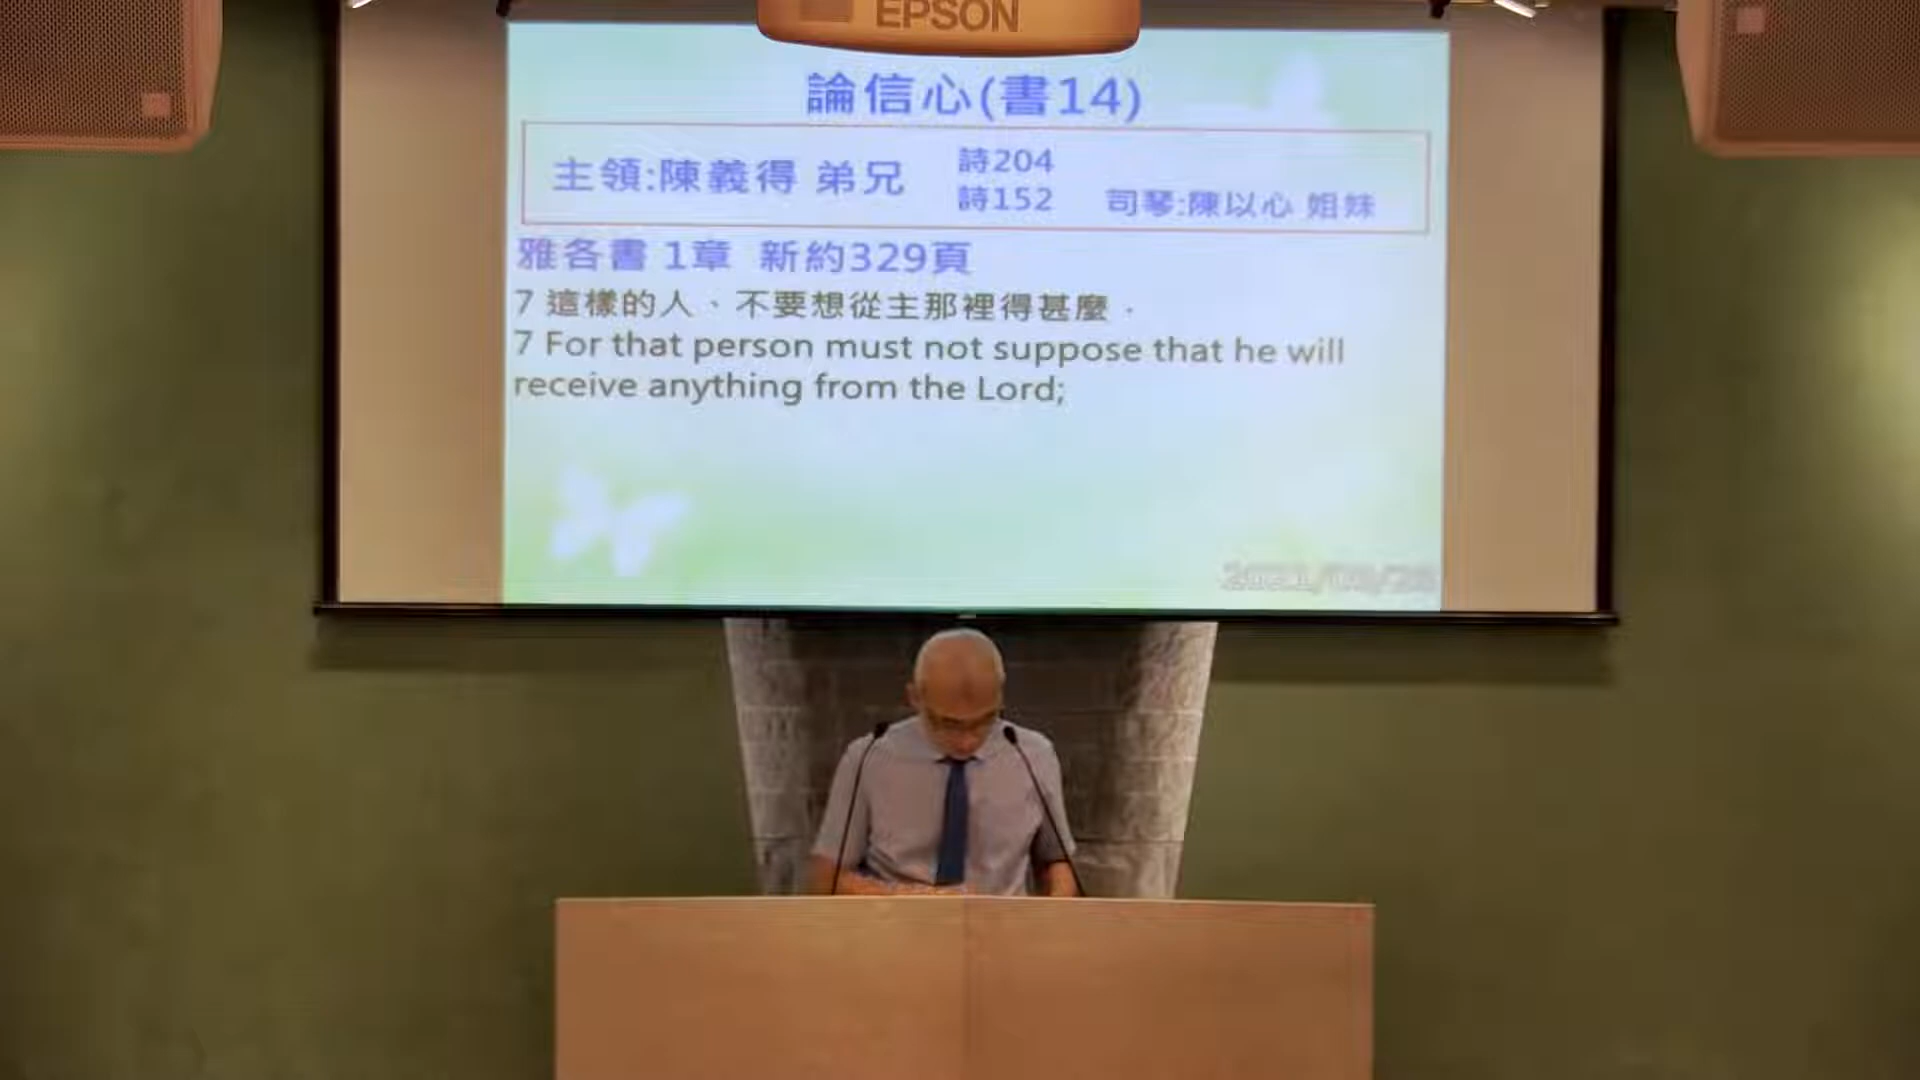 EPSON
論信心(書14)
主領:陳義得 弟兄
詩204
詩152
司琴:陳以心 姐妹
雅各書 1章 新約329頁
7 這樣的人、不要想從主那裡得甚麼．
7 For that person must not suppose that he will
receive anything from the Lord;